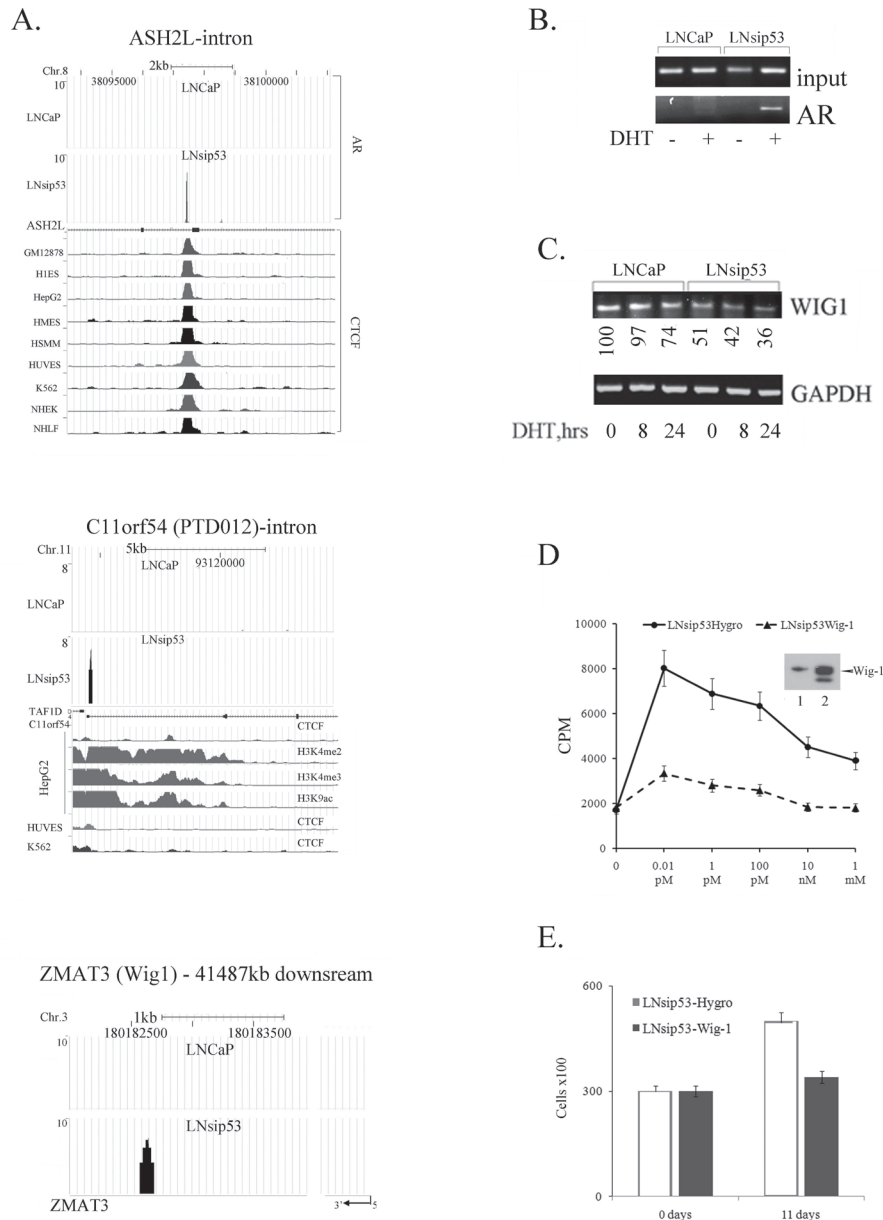 A.
ASH2L-intron
2kb
Chr.8
38095000
38100000
10
LNCaP
LNCaP
AR
10
LNsip53
LNsip53
ASH2L
GM12878
H1ES
HepG2
HMES
HSMM
HUVES
K562
NHEK
NHLF
CTCF
C11orf54 (PTD012)-intron
Chr.11
5kb
93120000
8
LNCaP
LNCaP
8
LNsip53
LNsip53
TAF1D
C11orf54
CTCF
HepG2
H3K4me2
H3K4me3
H3K9ac
HUVES
CTCF
K562
CTCF
ZMAT3 (Wig1) - 41487kb downsream
Chr.3
1kb
180182500
180183500
10
LNCaP
10
LNsip53
ZMAT3
3'
5
B.
LNCaP LNsip53
input
AR
DHT - + - +
C.
LNCaP LNsip53
WIG1
100 97 74 51 42 36
GAPDH
DHT,hrs 0 8 24 0 8 24
D
LNsip53Hygro LNsip53Wig-1
10000
8000
6000
4000
2000
0
CPM
Wig-1
1 2
0 0.01 pM 1 pM 100 pM 10 nM 1 mM
E.
LNsip53-Hygro
LNsip53-Wig-1
600
300
0
Cells x100
0 days 11 days